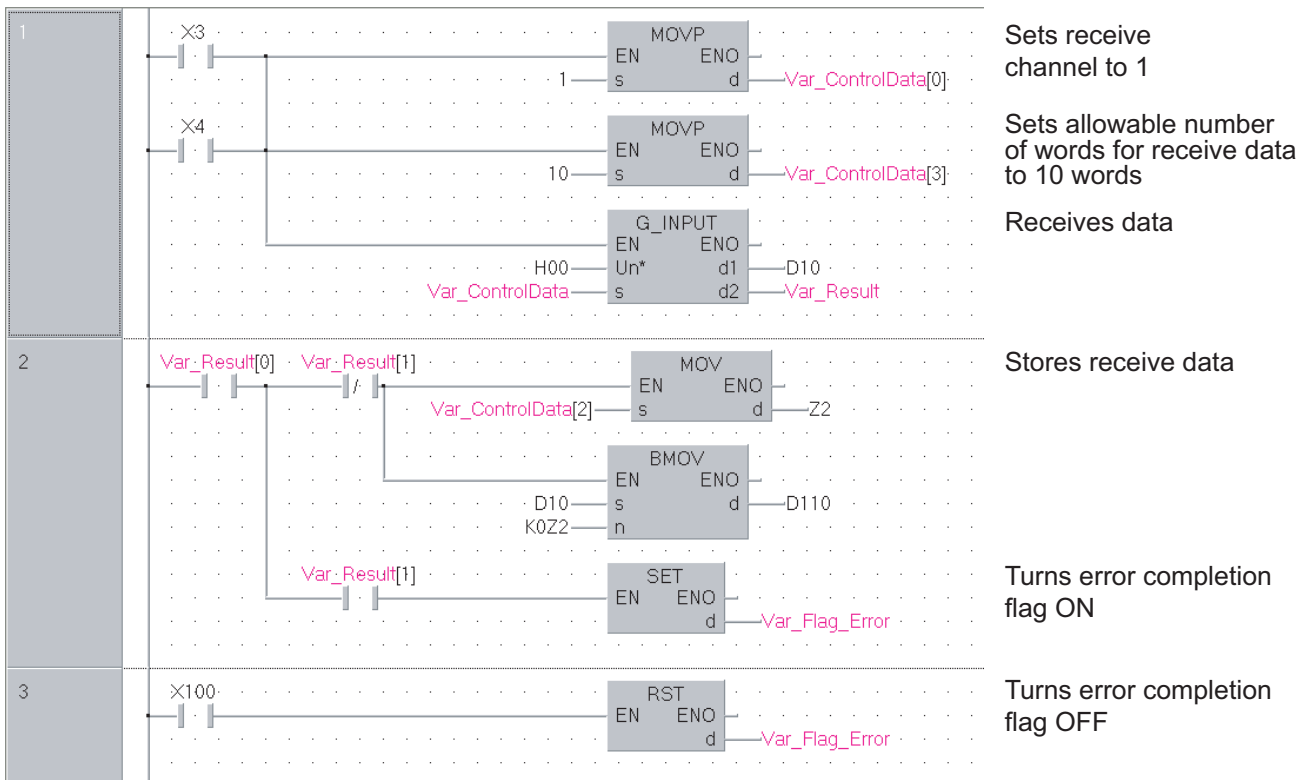 1
X3
MOVP
EN ENO
1 s d Var_ControlData[0]
Sets receive
channel to 1
X4
MOVP
EN ENO
10 s d Var_ControlData[3]
Sets allowable number
of words for receive data
to 10 words
G_INPUT
EN ENO
H00 Un* d1 D10
Var_ControlData s d2 Var_Result
Receives data
2
Var_Result[0] Var_Result[1]
MOV
EN ENO
Var_ControlData[2] s d Z2
Stores receive data
BMOV
EN ENO
D10 s d D110
K0Z2 n
Var_Result[1]
SET
EN ENO
d Var_Flag_Error
Turns error completion
flag ON
3
X100
RST
EN ENO
d Var_Flag_Error
Turns error completion
flag OFF